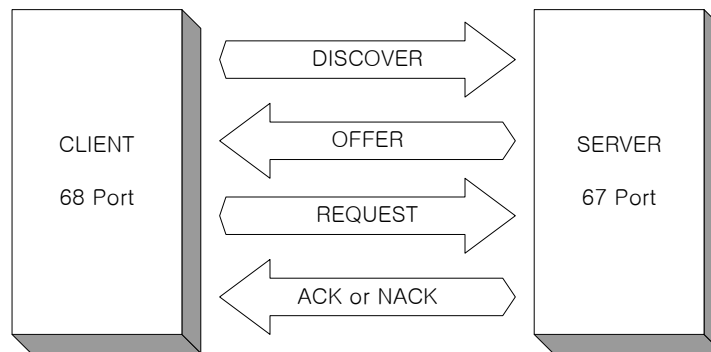 CLIENT
68 Port
DISCOVER
OFFER
REQUEST
ACK or NACK
SERVER
67 Port